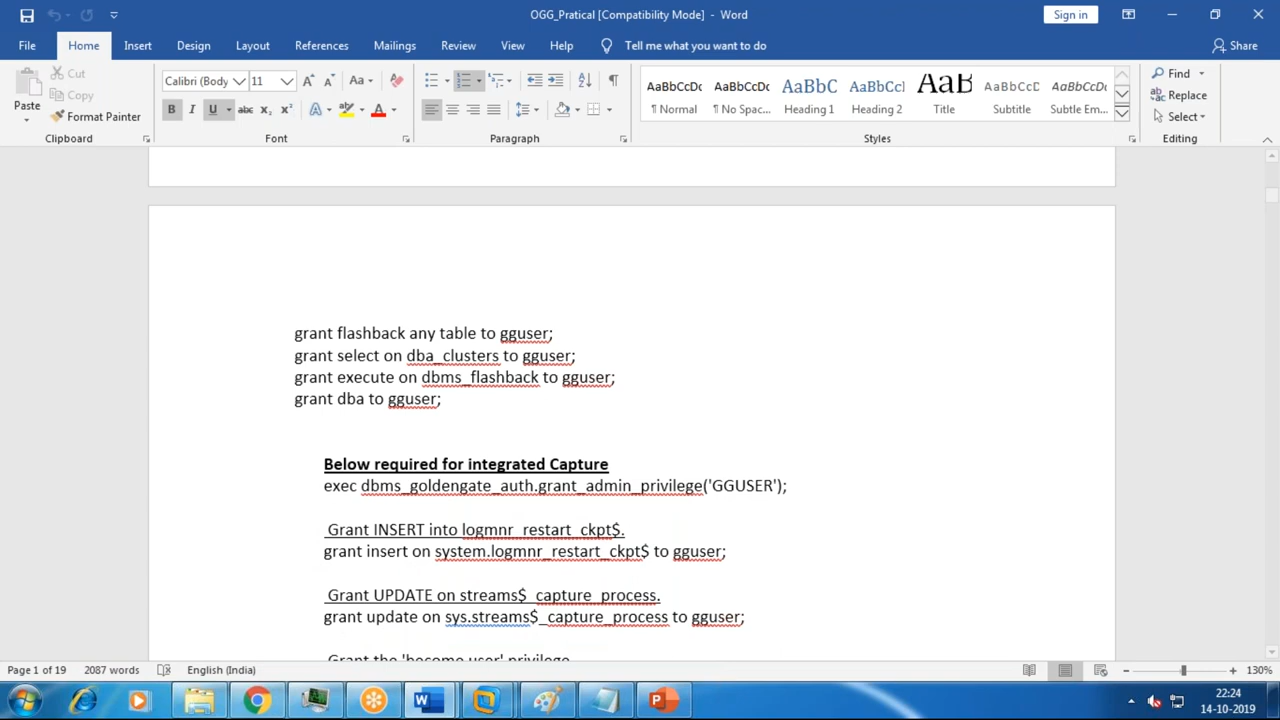 OGG_Pratical [Compatibility Mode] - Word
Sign in
File Home Insert Design Layout References Mailings Review View Help Tell me what you want to do Share
Paste
Cut
Copy
Format Painter
Clipboard
Calibri (Body 11
Font
Paragraph
AaBbCcDc AaBbCcDc AaBbC AaBbCcI AaB AaBbCcDc AaBbCcDc
¶ Normal ¶ No Spac... Heading 1 Heading 2 Title Subtitle Subtle Em...
Styles
Find
Replace
Select
Editing
grant flashback any table to gguser;
grant select on dba_clusters to gguser;
grant execute on dbms_flashback to gguser;
grant dba to gguser;
Below required for integrated Capture
exec dbms_goldengate_auth.grant_admin_privilege('GGUSER');
Grant INSERT into logmnr_restart_ckpt$.
grant insert on system.logmnr_restart_ckpt$ to gguser;
Grant UPDATE on streams$_capture_process.
grant update on sys.streams$_capture_process to gguser;
Grant the 'become user' privilege
Page 1 of 19 2087 words English (India) 130%
22:24
14-10-2019